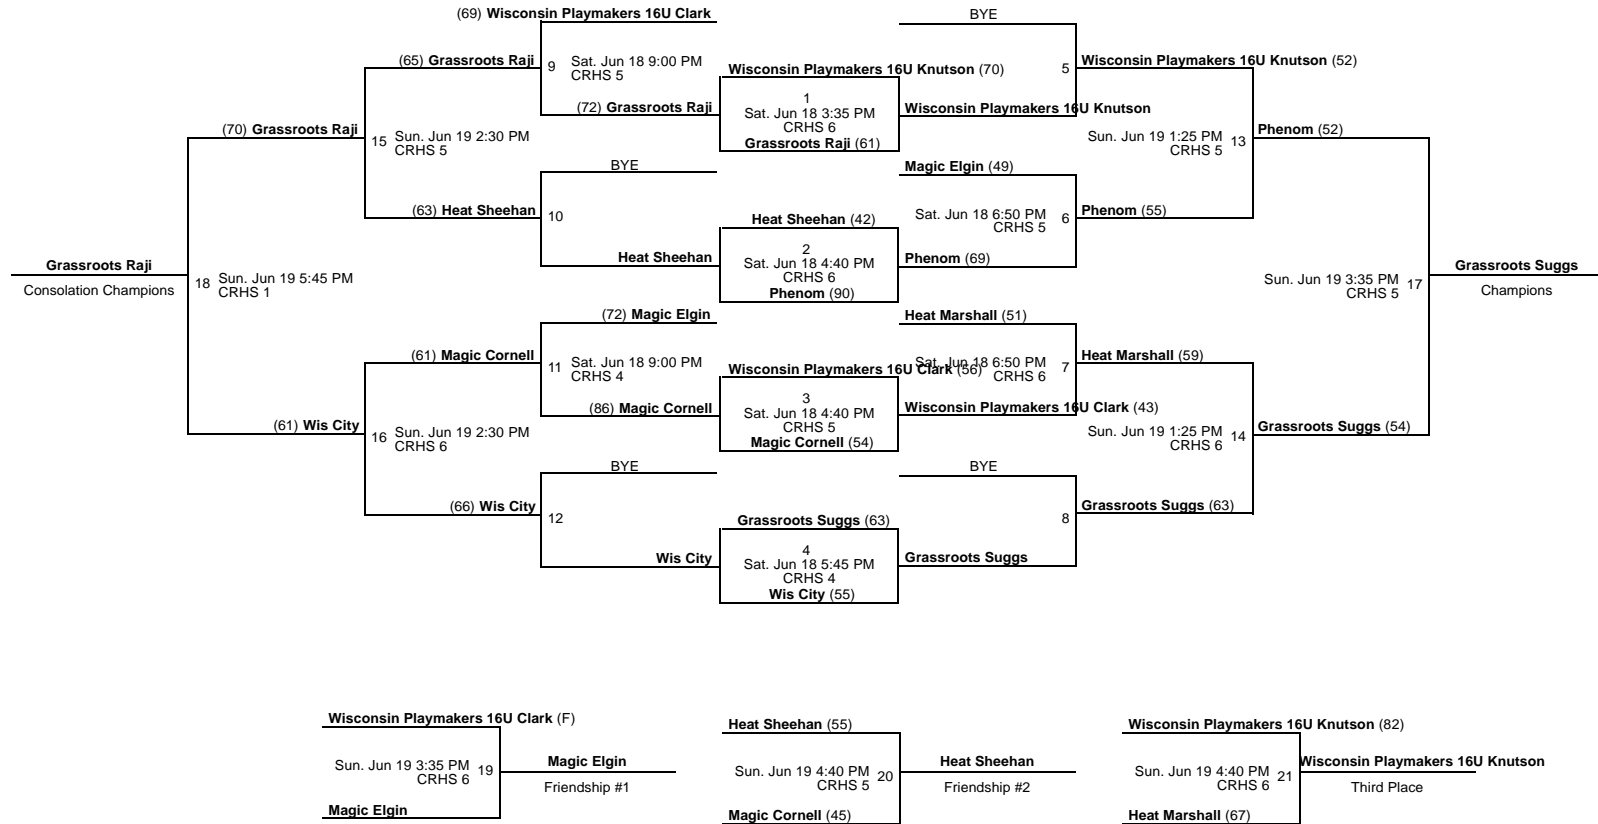 (69) Wisconsin Playmakers 16U Clark
BYE
(65) Grassroots Raji
9 Sat. Jun 18 9:00 PM
CRHS 5
Wisconsin Playmakers 16U Knutson (70)
5
Wisconsin Playmakers 16U Knutson (52)
(72) Grassroots Raji
1
Sat. Jun 18 3:35 PM
CRHS 6
Wisconsin Playmakers 16U Knutson
Grassroots Raji (61)
(70) Grassroots Raji
15 Sun. Jun 19 2:30 PM
CRHS 5
Sun. Jun 19 1:25 PM 13
CRHS 5
Phenom (52)
BYE
Magic Elgin (49)
(63) Heat Sheehan
10
Heat Sheehan (42)
Sat. Jun 18 6:50 PM 6
CRHS 5
Phenom (55)
Heat Sheehan
2
Sat. Jun 18 4:40 PM
CRHS 6
Phenom (69)
Phenom (90)
Grassroots Raji
Consolation Champions
18 Sun. Jun 19 5:45 PM
CRHS 1
Sun. Jun 19 3:35 PM 17
CRHS 5
Grassroots Suggs
Champions
(72) Magic Elgin
Heat Marshall (51)
(61) Magic Cornell
11 Sat. Jun 18 9:00 PM
CRHS 4
Wisconsin Playmakers 16U Clark (56)
Sat. Jun 18 6:50 PM 7
CRHS 6
Heat Marshall (59)
(86) Magic Cornell
3
Sat. Jun 18 4:40 PM
CRHS 5
Wisconsin Playmakers 16U Clark (43)
Magic Cornell (54)
(61) Wis City
16 Sun. Jun 19 2:30 PM
CRHS 6
Sun. Jun 19 1:25 PM 14
CRHS 6
Grassroots Suggs (54)
BYE
BYE
(66) Wis City
12
Grassroots Suggs (63)
8
Grassroots Suggs (63)
Wis City
4
Sat. Jun 18 5:45 PM
CRHS 4
Grassroots Suggs
Wis City (55)
Wisconsin Playmakers 16U Clark (F)
Sun. Jun 19 3:35 PM 19
CRHS 6
Magic Elgin
Friendship #1
Magic Elgin
Heat Sheehan (55)
Sun. Jun 19 4:40 PM 20
CRHS 5
Heat Sheehan
Friendship #2
Magic Cornell (45)
Wisconsin Playmakers 16U Knutson (82)
Sun. Jun 19 4:40 PM 21
CRHS 6
Wisconsin Playmakers 16U Knutson
Third Place
Heat Marshall (67)